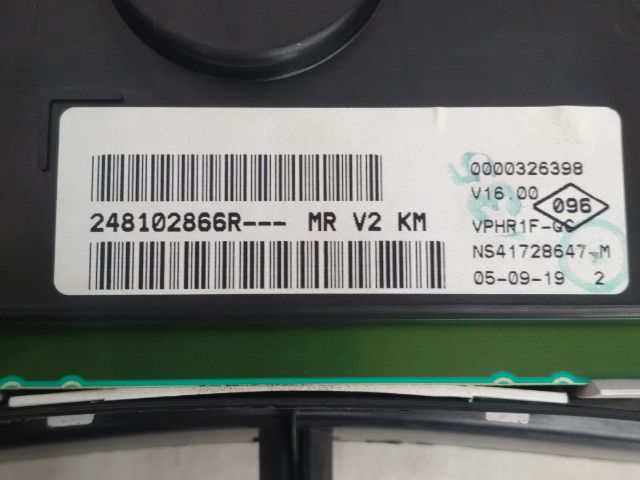 0000326398
V16.00
096
248102866R--- MR V2 KM
VPHR1F-QC
NS41728647-M
05-09-19 2